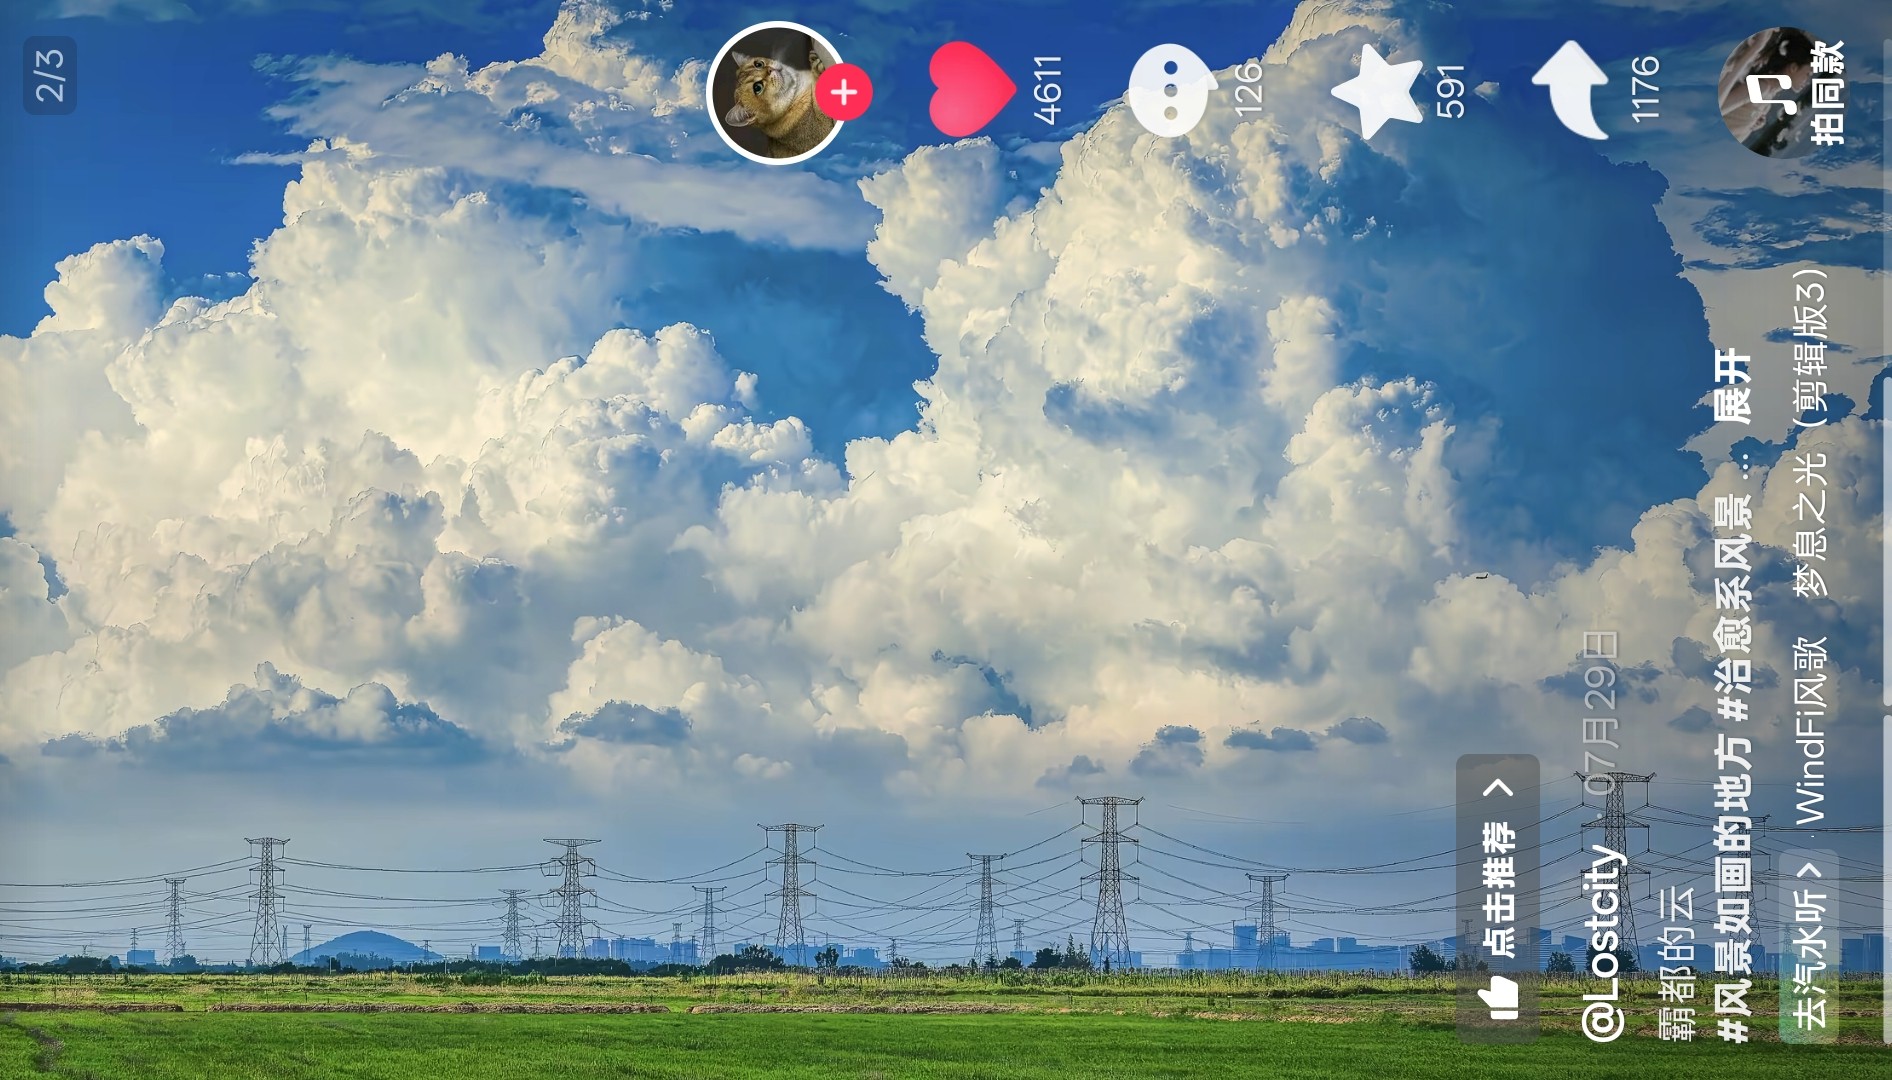 2/3
4611
126
591
1176
拍同款
点击推荐 >
@Lostcity · 07月29日
霸都的云
#风景如画的地方 #治愈系风景 ... 展开
去汽水听 > · WindFi风歌 梦息之光 (剪辑版3)